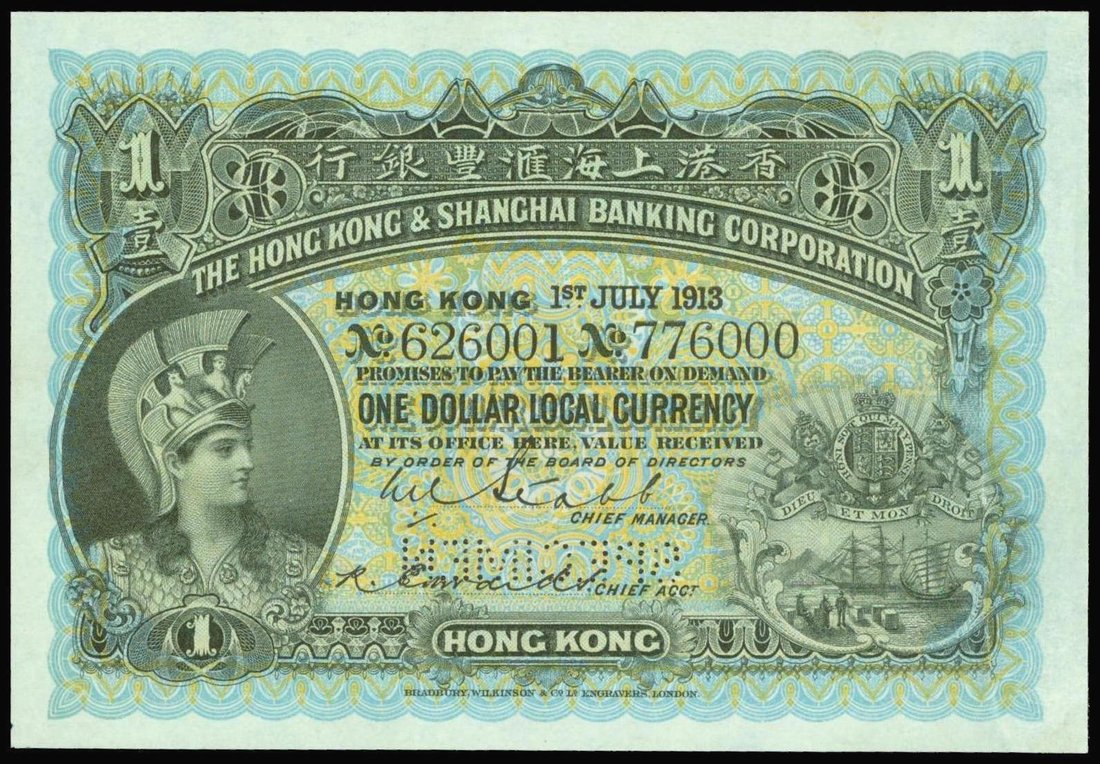 1
1
香港上海滙豐銀行
壹
壹
THE HONG KONG & SHANGHAI BANKING CORPORATION
HONG KONG 1ST JULY 1913
No. 626001 No. 776000
PROMISES TO PAY THE BEARER ON DEMAND
ONE DOLLAR LOCAL CURRENCY
AT ITS OFFICE HERE, VALUE RECEIVED
BY ORDER OF THE BOARD OF DIRECTORS
Stabb
CHIEF MANAGER.
SPECIMEN
CHIEF ACCT.
DIEU ET MON DROIT
1
HONG KONG
BRADBURY, WILKINSON & Co. Ld. ENGRAVERS, LONDON.